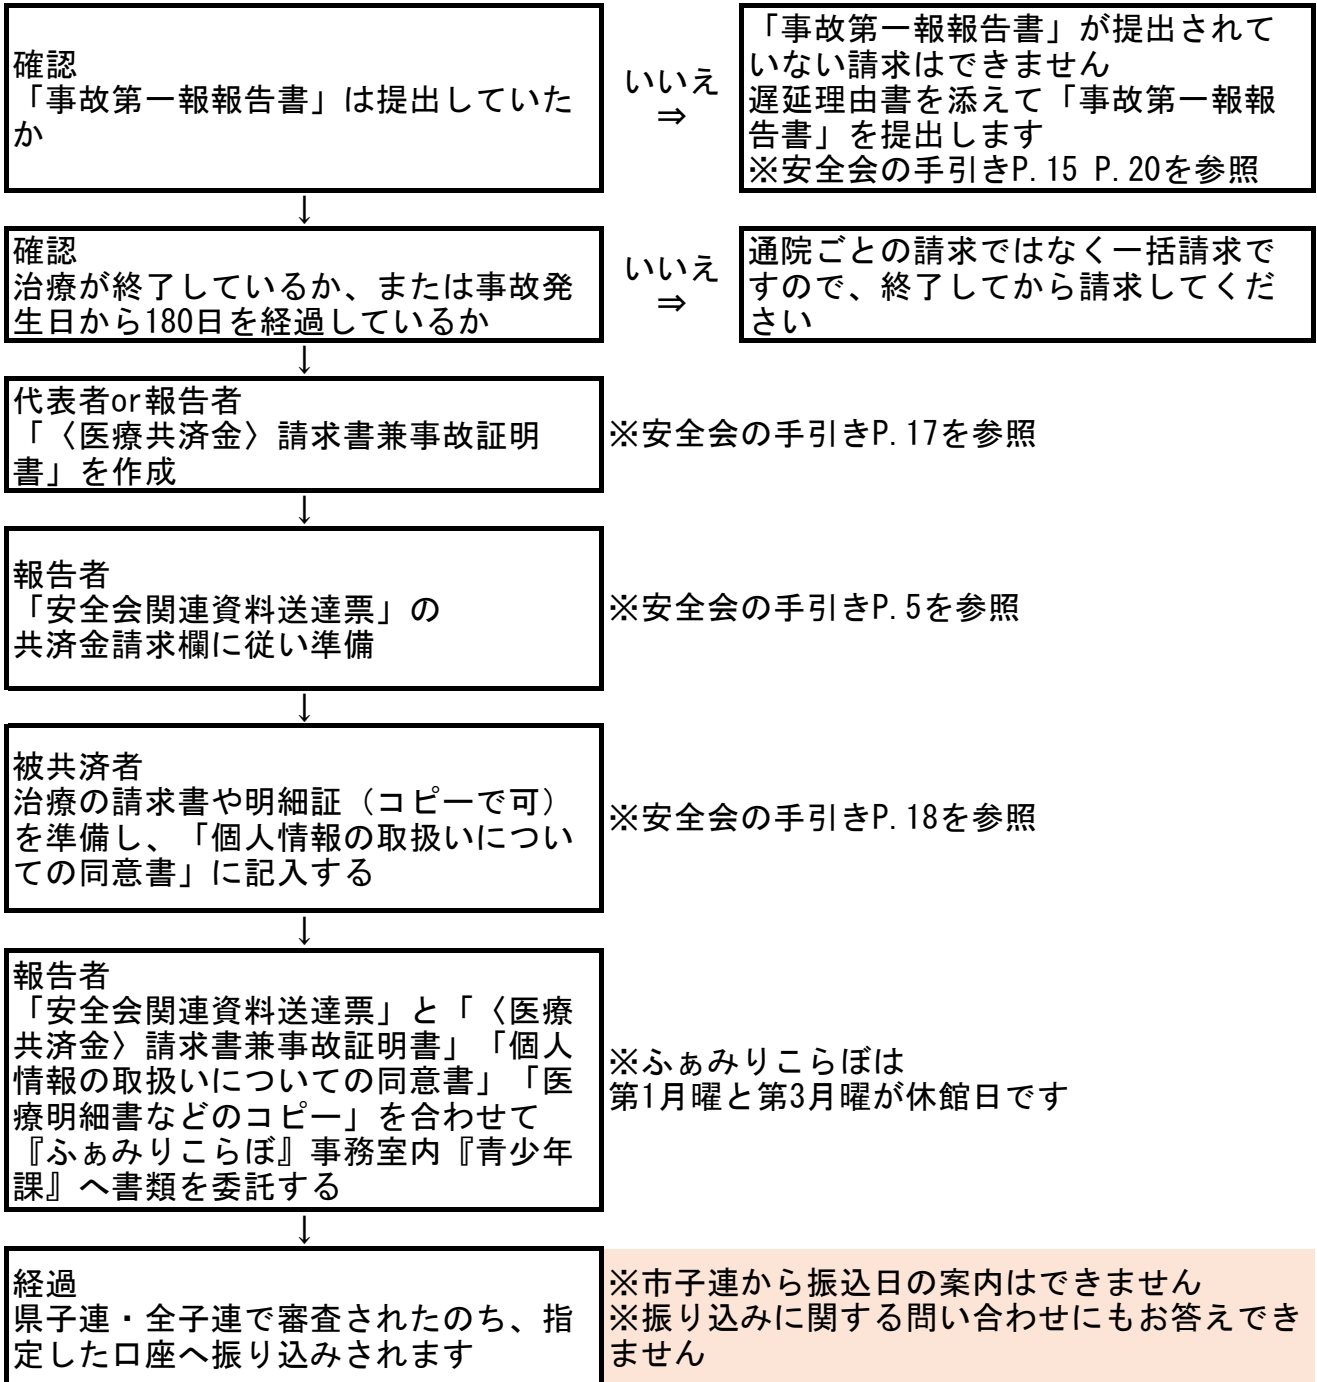 確認
「事故第一報報告書」は提出していた
か
いいえ
⇒
「事故第一報報告書」が提出されて
いない請求はできません
遅延理由書を添えて「事故第一報報
告書」を提出します
※安全会の手引きP.15 P.20を参照
↓
確認
治療が終了しているか、または事故発
生日から180日を経過しているか
いいえ
⇒
通院ごとの請求ではなく一括請求で
すので、終了してから請求してくだ
さい
↓
代表者or報告者
「〈医療共済金〉請求書兼事故証明
書」を作成
※安全会の手引きP.17を参照
↓
報告者
「安全会関連資料送達票」の
共済金請求欄に従い準備
※安全会の手引きP.5を参照
↓
被共済者
治療の請求書や明細証（コピーで可）
を準備し、「個人情報の取扱いについ
ての同意書」に記入する
※安全会の手引きP.18を参照
↓
報告者
「安全会関連資料送達票」と「〈医療
共済金〉請求書兼事故証明書」「個人
情報の取扱いについての同意書」「医
療明細書などのコピー」を合わせて
『ふぁみりこらぼ』事務室内『青少年
課』へ書類を委託する
※ふぁみりこらぼは
第1月曜と第3月曜が休館日です
↓
経過
県子連・全子連で審査されたのち、指
定した口座へ振り込みされます
※市子連から振込日の案内はできません
※振り込みに関する問い合わせにもお答えでき
ません